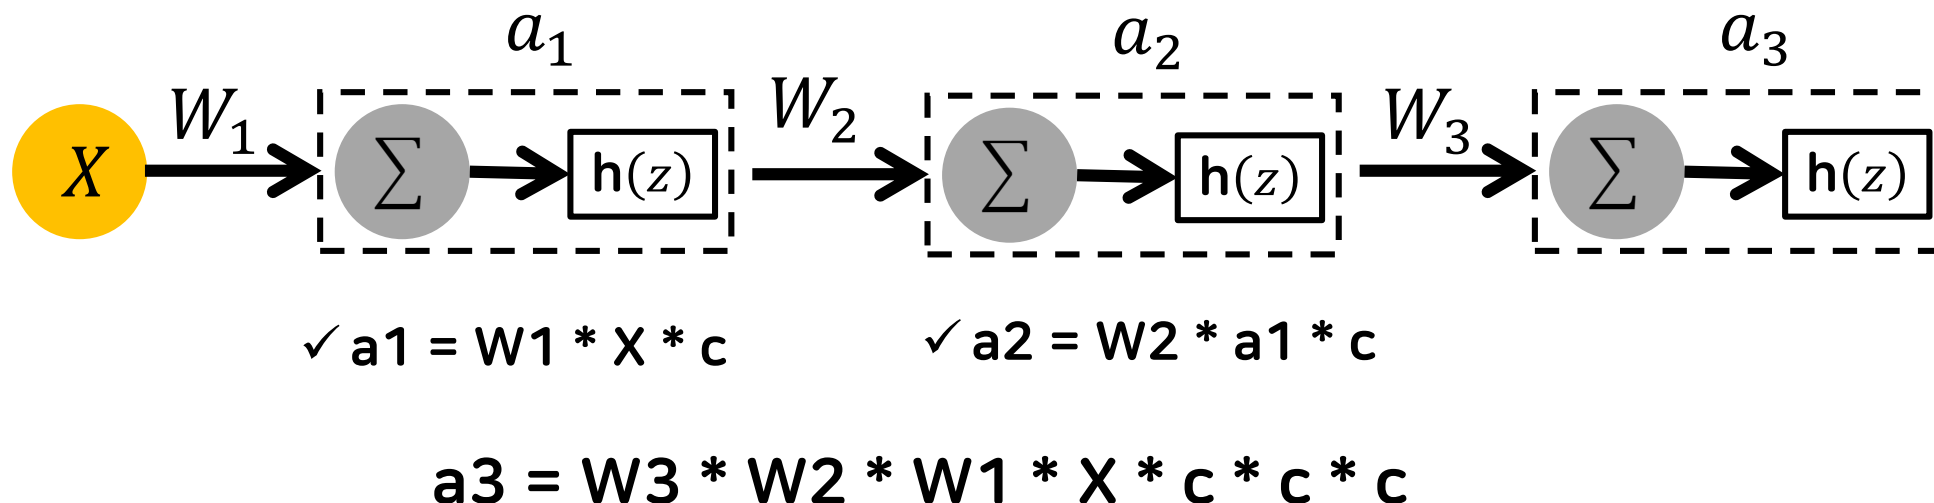 a₁ a₂ a₃
W₁ W₂ W₃
X ∑ h(z) ∑ h(z) ∑ h(z)
✓ a1 = W1 * X * c ✓ a2 = W2 * a1 * c
a3 = W3 * W2 * W1 * X * c * c * c